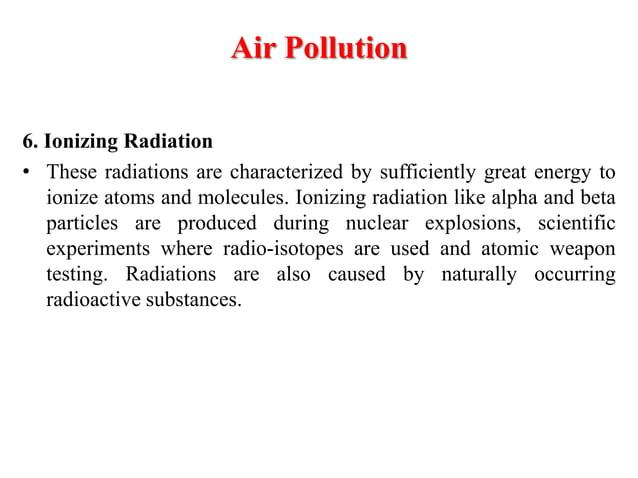 Air Pollution
6. Ionizing Radiation
• These radiations are characterized by sufficiently great energy to
ionize atoms and molecules. Ionizing radiation like alpha and beta
particles are produced during nuclear explosions, scientific
experiments where radio-isotopes are used and atomic weapon
testing. Radiations are also caused by naturally occurring
radioactive substances.